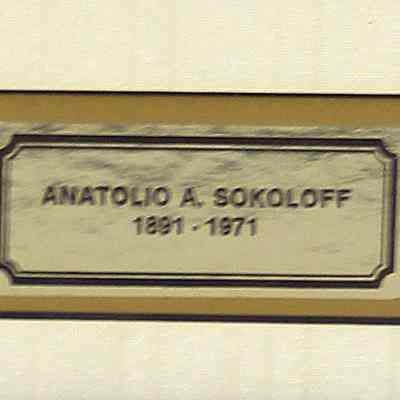 ANATOLIO A. SOKOLOFF
1891 - 1971